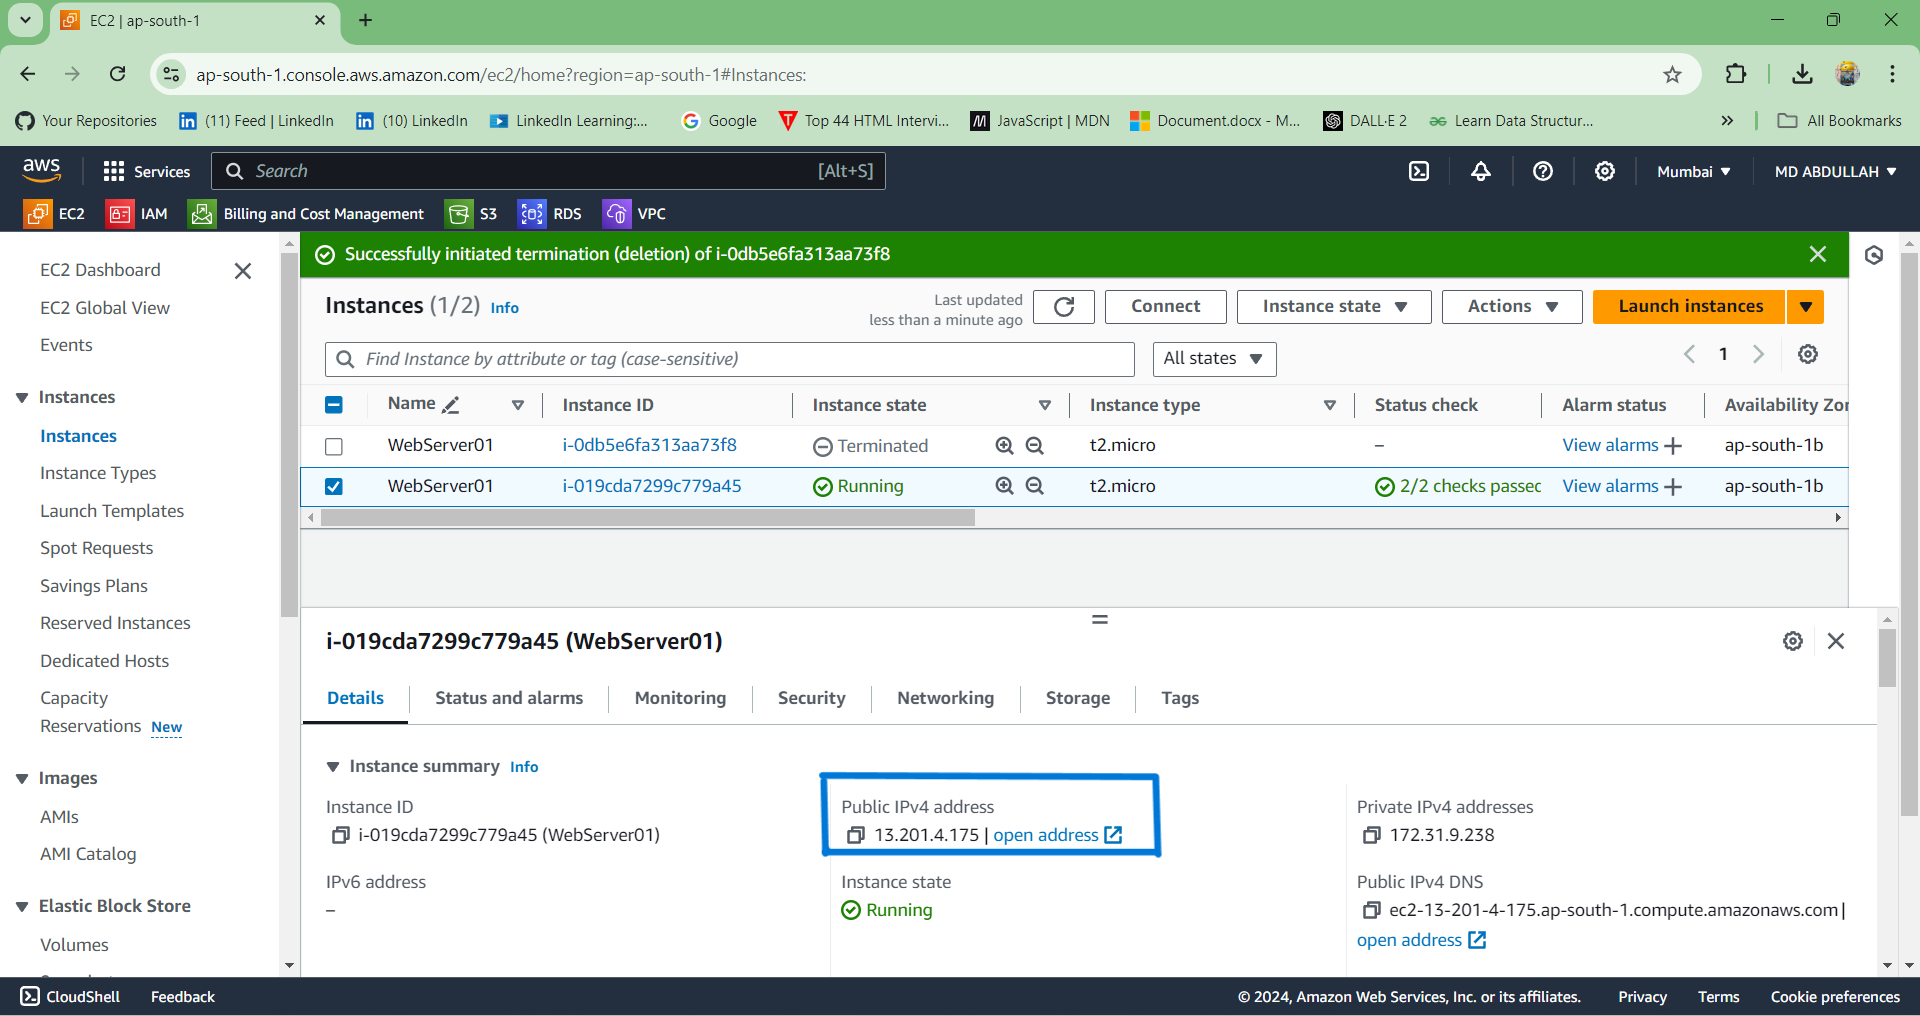 EC2 | ap-south-1
ap-south-1.console.aws.amazon.com/ec2/home?region=ap-south-1#Instances:
Your Repositories
(11) Feed | LinkedIn
(10) LinkedIn
LinkedIn Learning:...
Google
Top 44 HTML Intervi...
JavaScript | MDN
Document.docx - M...
DALL·E 2
Learn Data Structur...
All Bookmarks
aws
Services
Search
[Alt+S]
Mumbai
MD ABDULLAH
EC2
IAM
Billing and Cost Management
S3
RDS
VPC
EC2 Dashboard
EC2 Global View
Events
Instances
Instances
Instance Types
Launch Templates
Spot Requests
Savings Plans
Reserved Instances
Dedicated Hosts
Capacity
Reservations New
Images
AMIs
AMI Catalog
Elastic Block Store
Volumes
Successfully initiated termination (deletion) of i-0db5e6fa313aa73f8
Instances (1/2) Info
Last updated
less than a minute ago
Connect
Instance state
Actions
Launch instances
Find Instance by attribute or tag (case-sensitive)
All states
1
Name Instance ID Instance state Instance type Status check Alarm status Availability Zor
WebServer01 i-0db5e6fa313aa73f8 Terminated t2.micro – View alarms + ap-south-1b
WebServer01 i-019cda7299c779a45 Running t2.micro 2/2 checks passec View alarms + ap-south-1b
i-019cda7299c779a45 (WebServer01)
Details
Status and alarms
Monitoring
Security
Networking
Storage
Tags
Instance summary Info
Instance ID
i-019cda7299c779a45 (WebServer01)
Public IPv4 address
13.201.4.175 | open address
Private IPv4 addresses
172.31.9.238
IPv6 address
–
Instance state
Running
Public IPv4 DNS
ec2-13-201-4-175.ap-south-1.compute.amazonaws.com |
open address
CloudShell
Feedback
© 2024, Amazon Web Services, Inc. or its affiliates.
Privacy
Terms
Cookie preferences